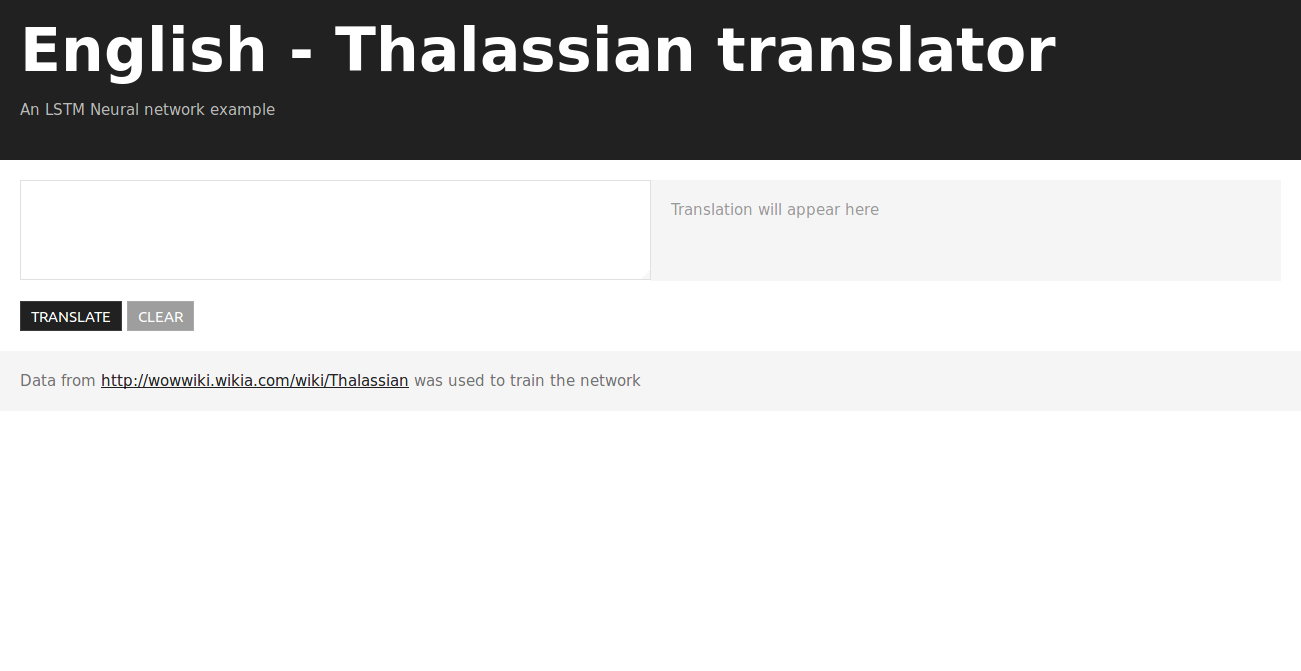 English - Thalassian translator
An LSTM Neural network example
Translation will appear here
TRANSLATE CLEAR
Data from http://wowwiki.wikia.com/wiki/Thalassian was used to train the network